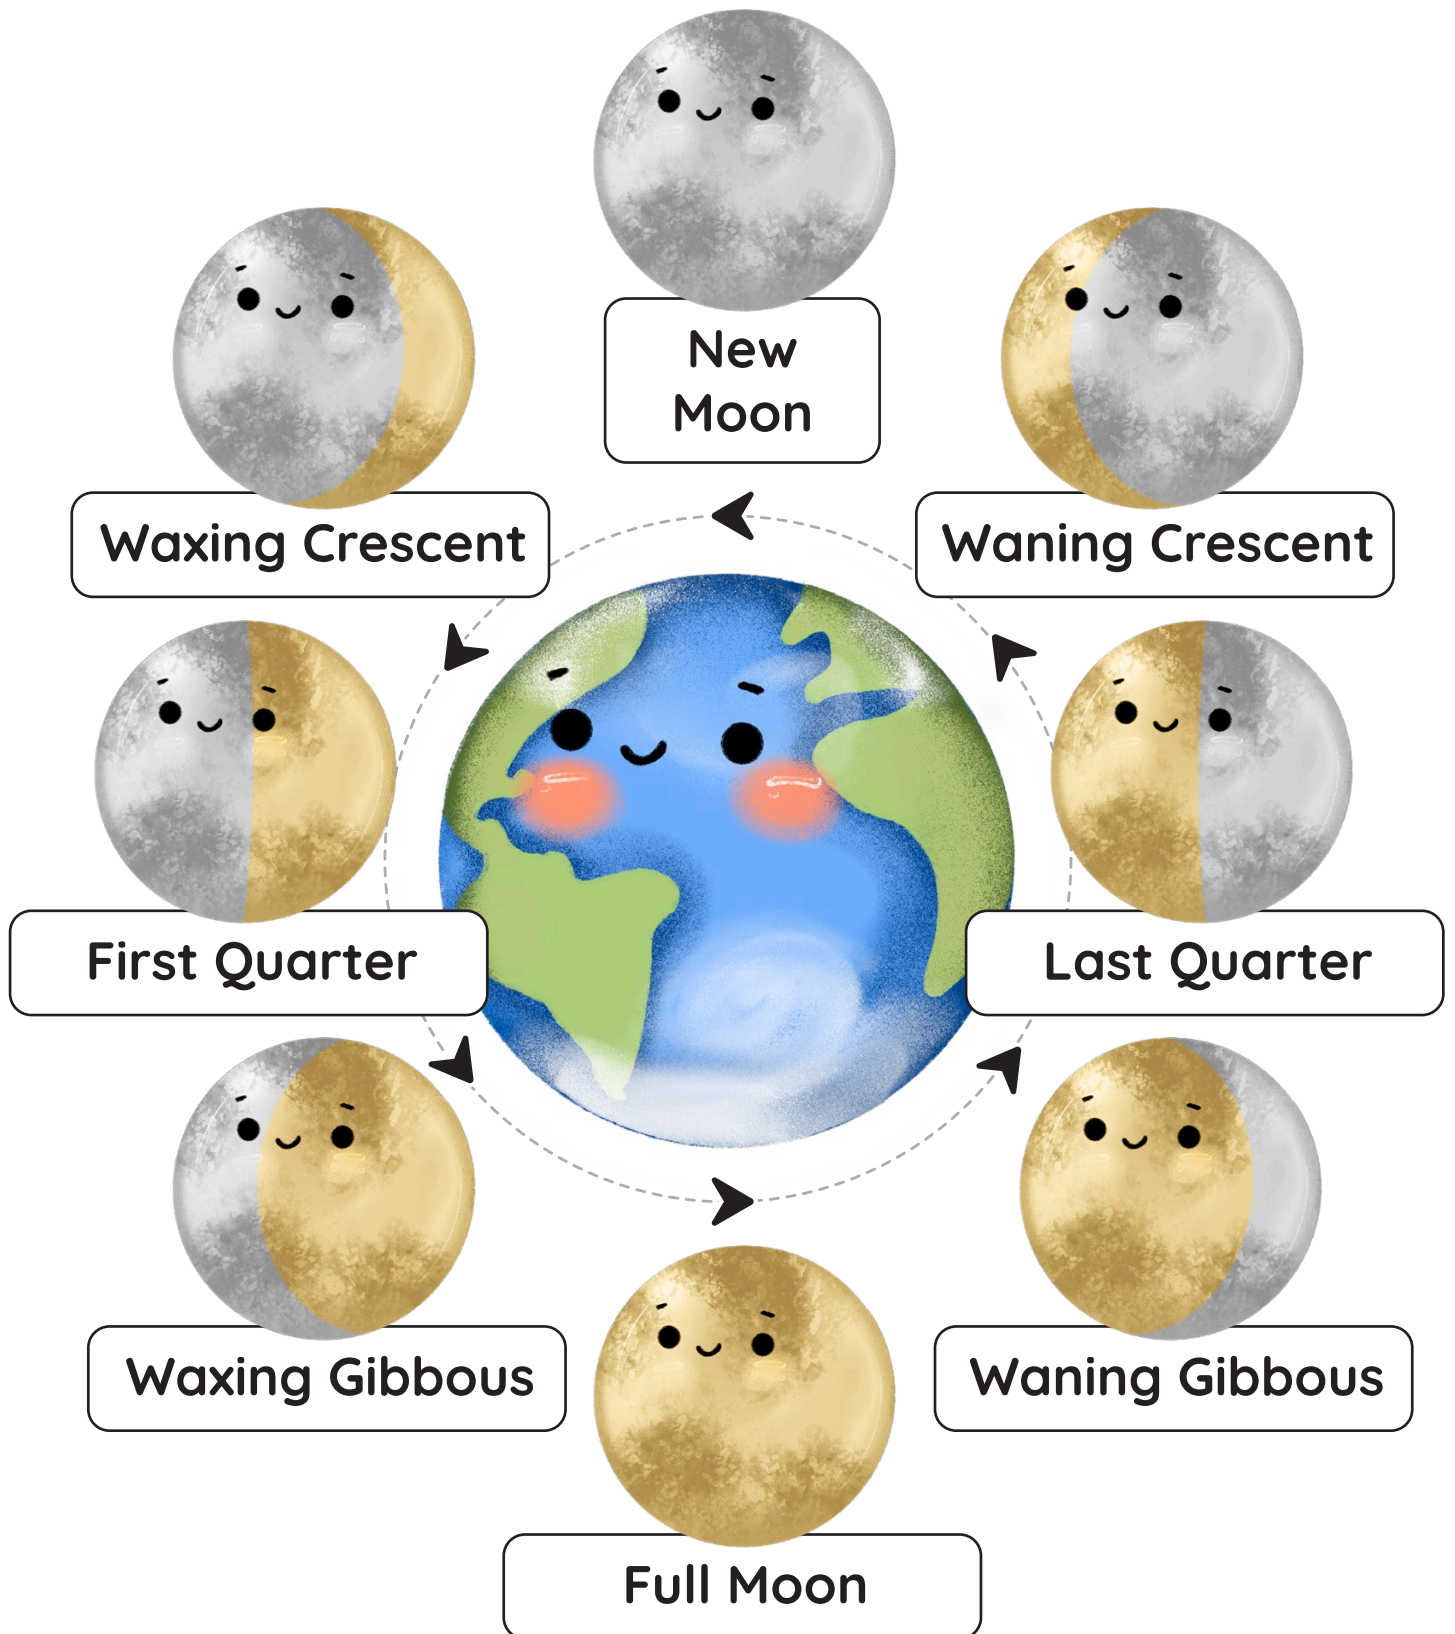 New
Moon
Waxing Crescent
Waning Crescent
First Quarter
Last Quarter
Waxing Gibbous
Waning Gibbous
Full Moon